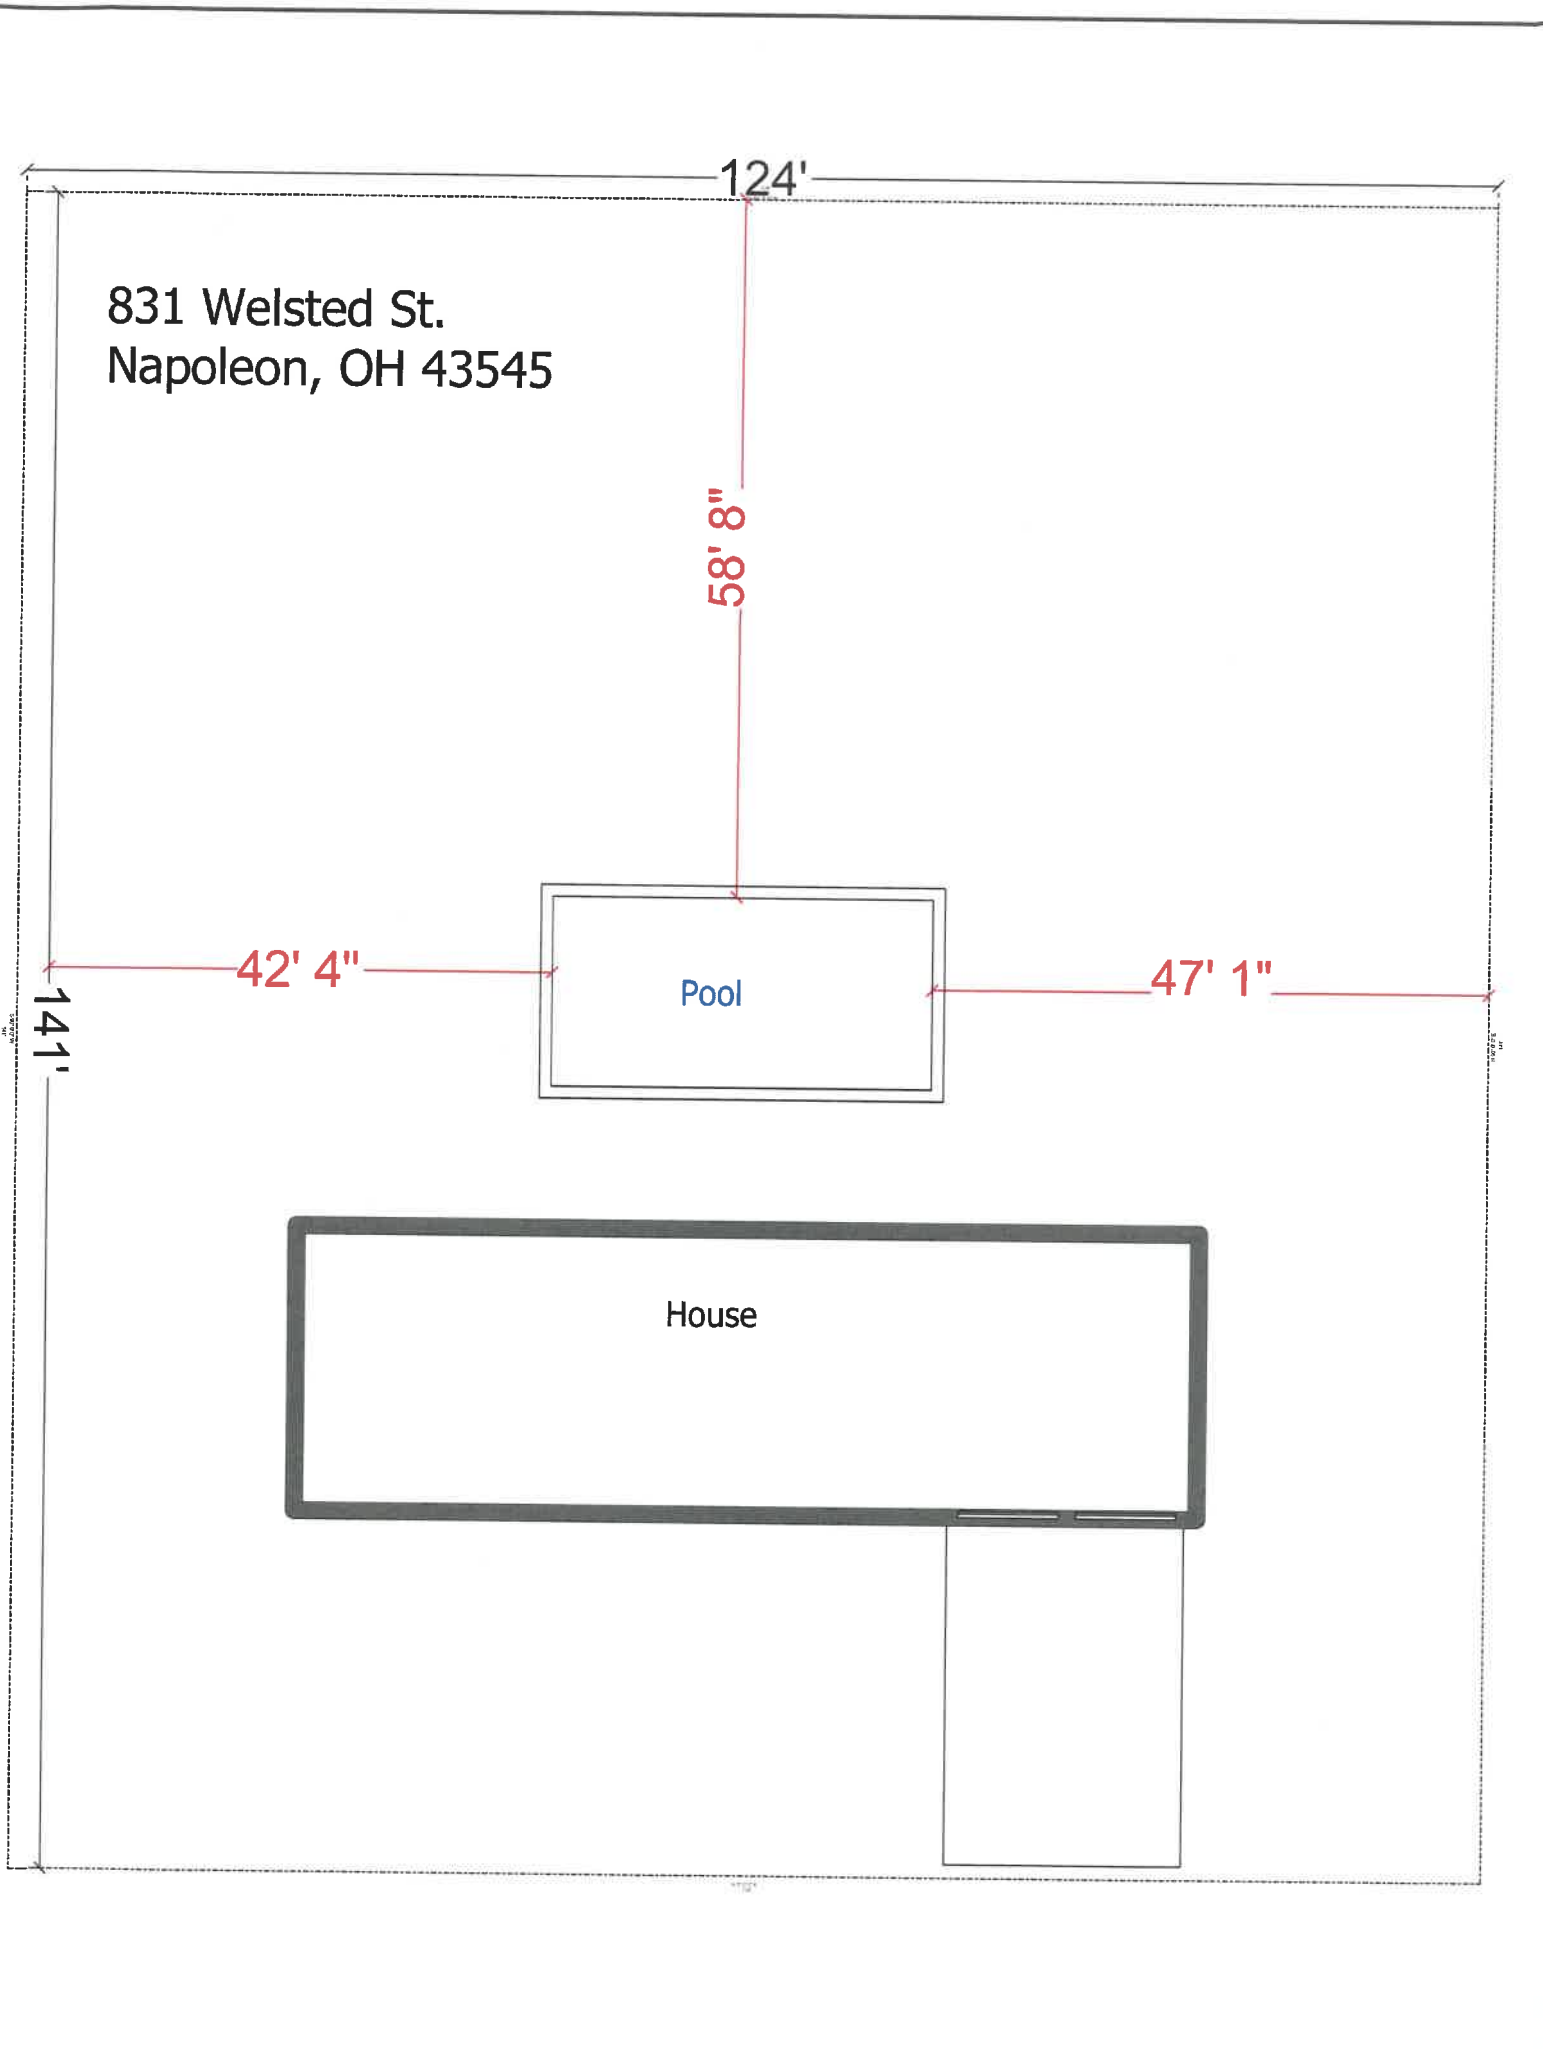 124'
831 Welsted St.
Napoleon, OH 43545
58' 8"
42' 4"
47' 1"
Pool
141'
House